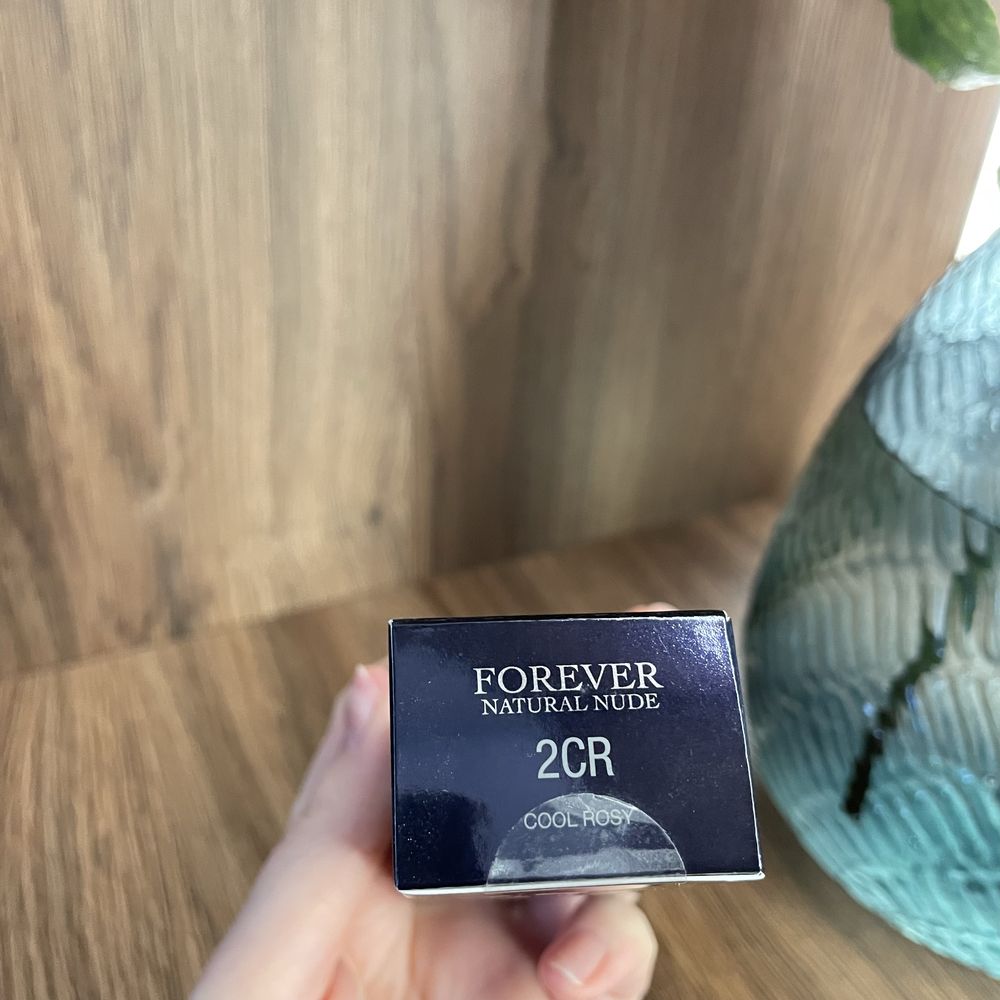 FOREVER
NATURAL NUDE
2CR
COOL ROSY